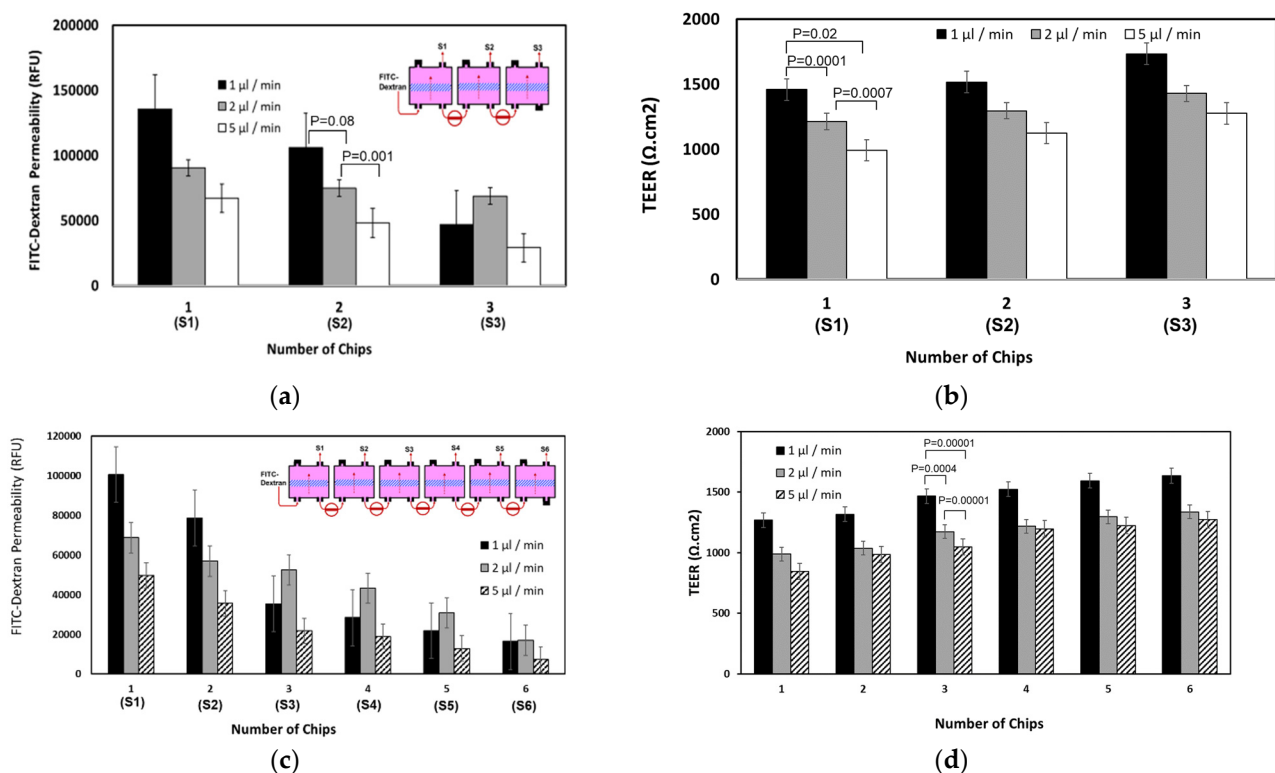 200000
150000
100000
50000
0
FITC-Dextran Permeability (RFU)
1 µl / min
2 µl / min
5 µl / min
S1 S2 S3
FITC-
Dextran
P=0.08
P=0.001
1 2 3
(S1) (S2) (S3)
Number of Chips
(a)
2000
1500
1000
500
0
TEER (Ω.cm2)
1 µl / min 2 µl / min 5 µl / min
P=0.02
P=0.0001
P=0.0007
1 2 3
(S1) (S2) (S3)
Number of Chips
(b)
120000
100000
80000
60000
40000
20000
0
FITC-Dextran Permeability (RFU)
S1 S2 S3 S4 S5 S6
FITC-
Dextran
1 µl / min
2 µl / min
5 µl / min
1 2 3 4 5 6
(S1) (S2) (S3) (S4) (S5) (S6)
Number of Chips
(c)
2000
1500
1000
500
0
TEER (Ω.cm2)
1 µl / min
2 µl / min
5 µl / min
P=0.00001
P=0.0004
P=0.00001
1 2 3 4 5 6
Number of Chips
(d)